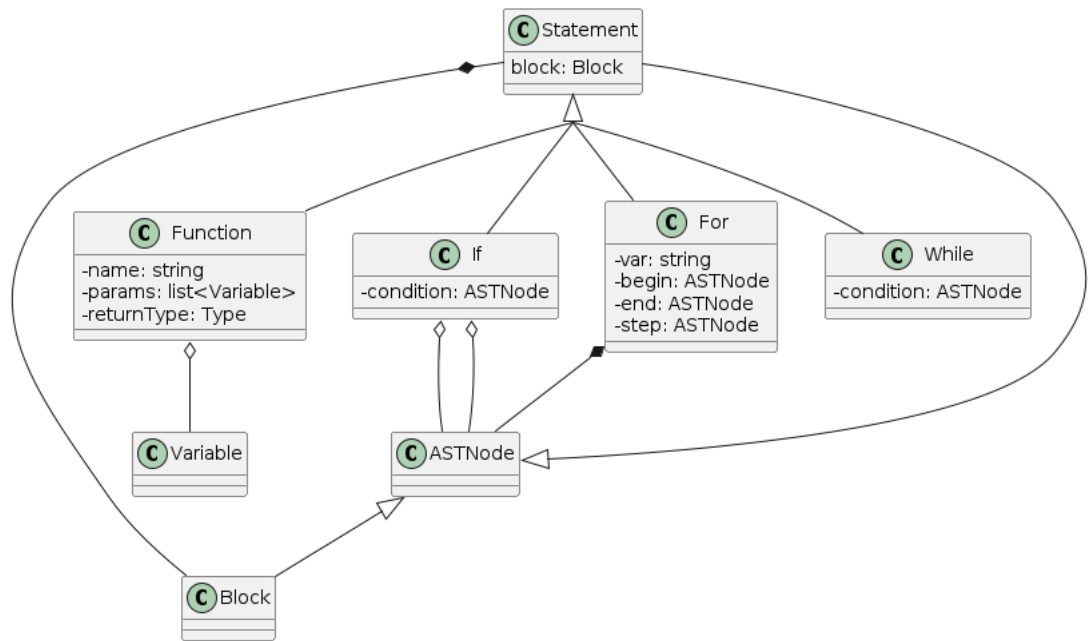 C Statement
block: Block
C Function
-name: string
-params: list<Variable>
-returnType: Type
C If
-condition: ASTNode
C For
-var: string
-begin: ASTNode
-end: ASTNode
-step: ASTNode
C While
-condition: ASTNode
C Variable
C ASTNode
C Block